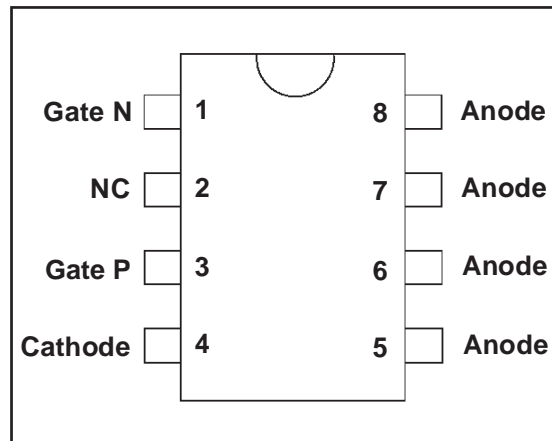 Gate N 1 8 Anode
NC 2 7 Anode
Gate P 3 6 Anode
Cathode 4 5 Anode